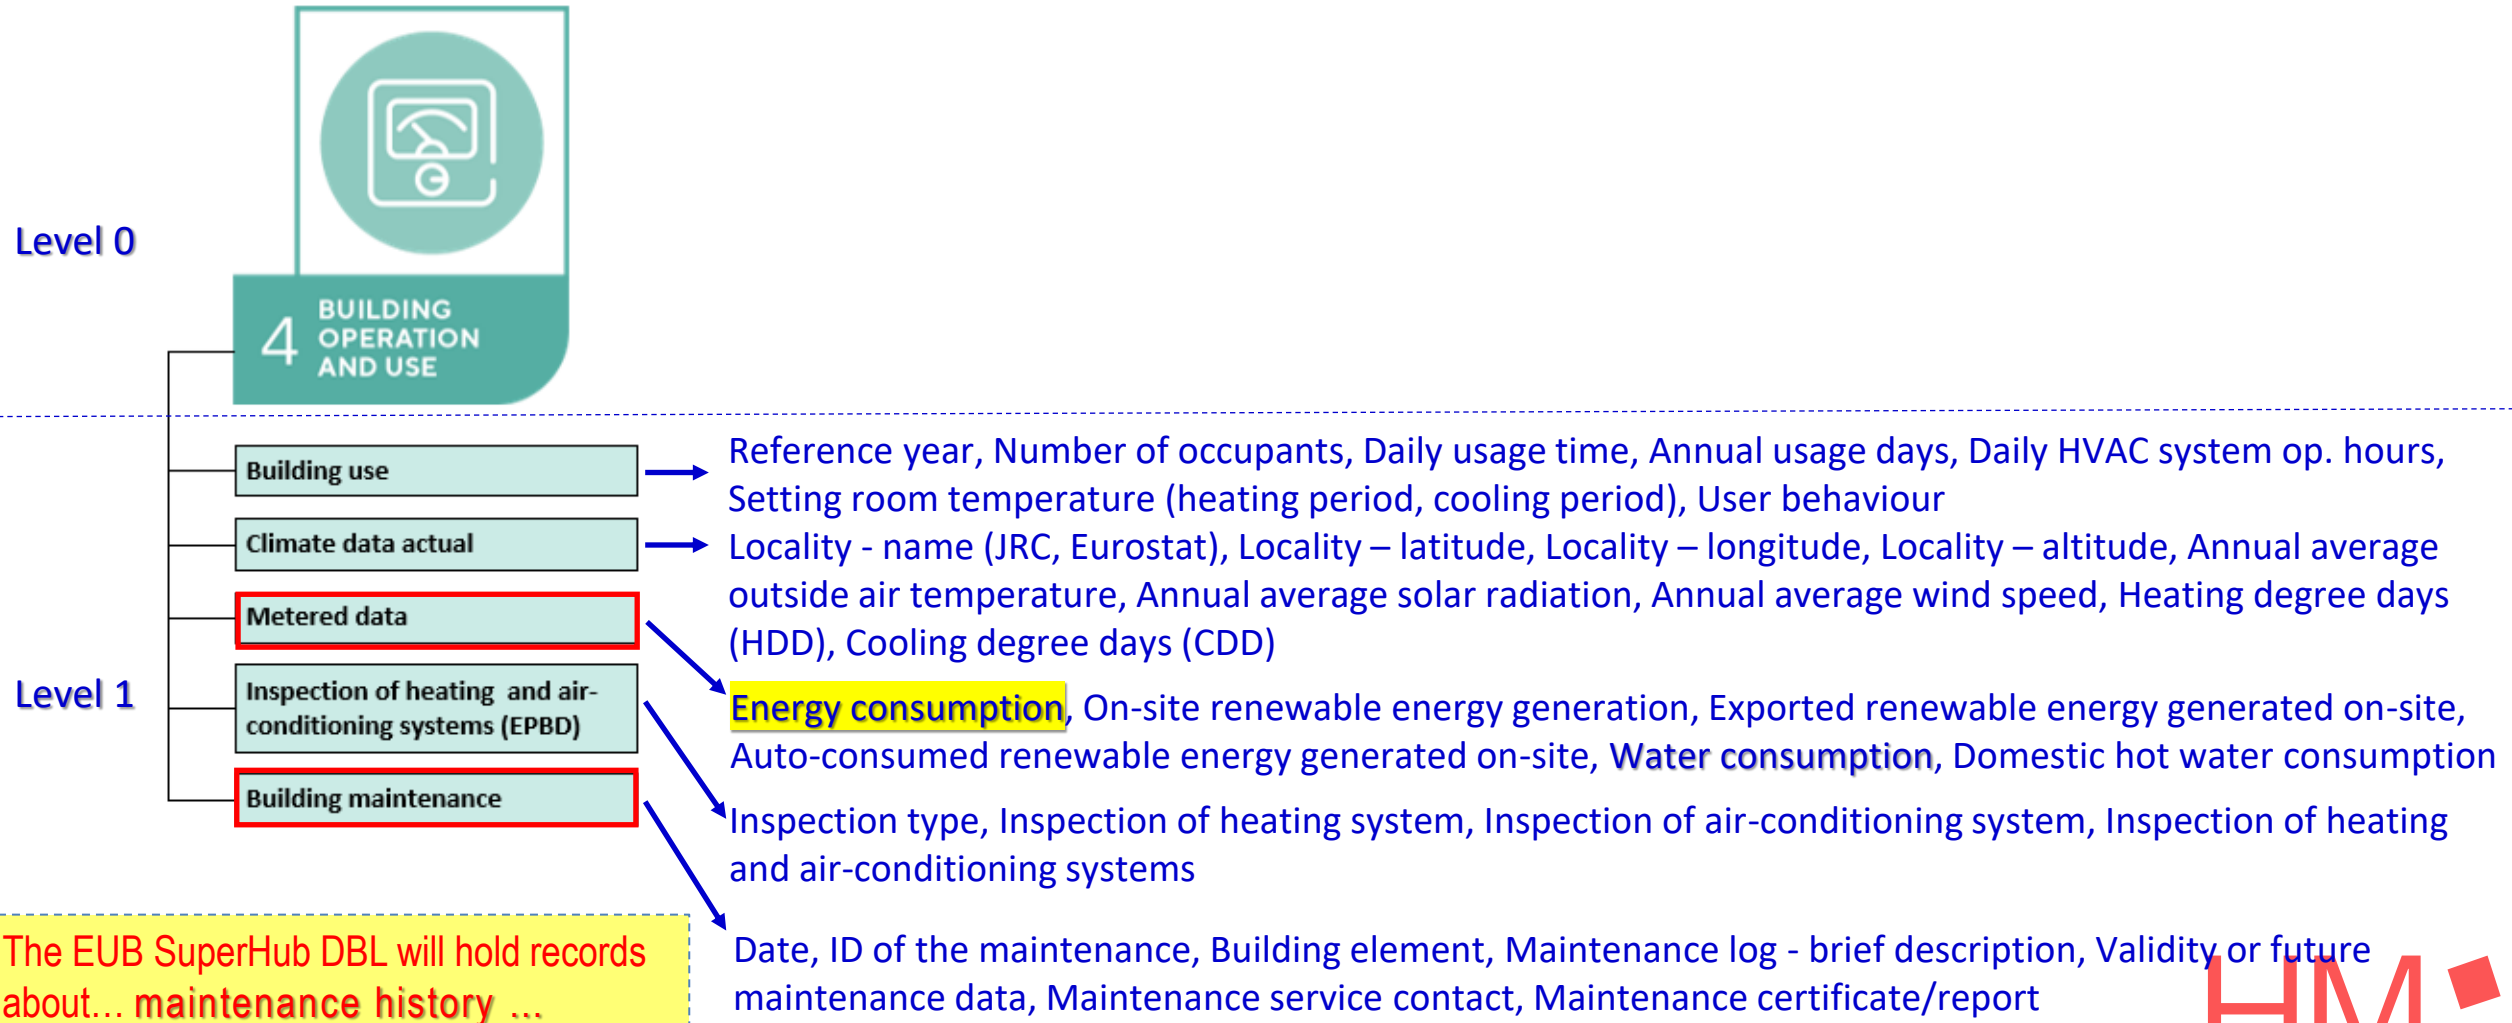 Level 0
4
BUILDING
OPERATION
AND USE
Building use
Reference year, Number of occupants, Daily usage time, Annual usage days, Daily HVAC system op. hours,
Setting room temperature (heating period, cooling period), User behaviour
Climate data actual
Locality - name (JRC, Eurostat), Locality – latitude, Locality – longitude, Locality – altitude, Annual average
outside air temperature, Annual average solar radiation, Annual average wind speed, Heating degree days
(HDD), Cooling degree days (CDD)
Metered data
Level 1
Energy consumption, On-site renewable energy generation, Exported renewable energy generated on-site,
Auto-consumed renewable energy generated on-site, Water consumption, Domestic hot water consumption
Inspection of heating and air-
conditioning systems (EPBD)
Inspection type, Inspection of heating system, Inspection of air-conditioning system, Inspection of heating
and air-conditioning systems
Building maintenance
Date, ID of the maintenance, Building element, Maintenance log - brief description, Validity or future
maintenance data, Maintenance service contact, Maintenance certificate/report
The EUB SuperHub DBL will hold records
about... maintenance history ...